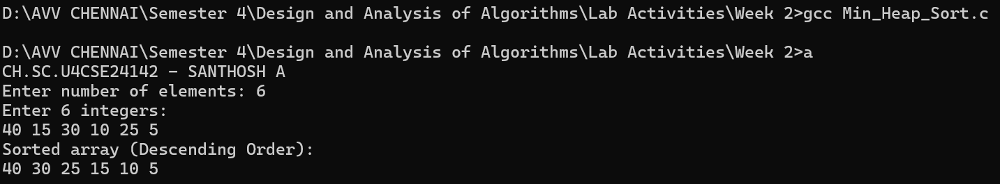 D:\AVV CHENNAI\Semester 4\Design and Analysis of Algorithms\Lab Activities\Week 2>gcc Min_Heap_Sort.c
D:\AVV CHENNAI\Semester 4\Design and Analysis of Algorithms\Lab Activities\Week 2>a
CH.SC.U4CSE24142 - SANTHOSH A
Enter number of elements: 6
Enter 6 integers:
40 15 30 10 25 5
Sorted array (Descending Order):
40 30 25 15 10 5